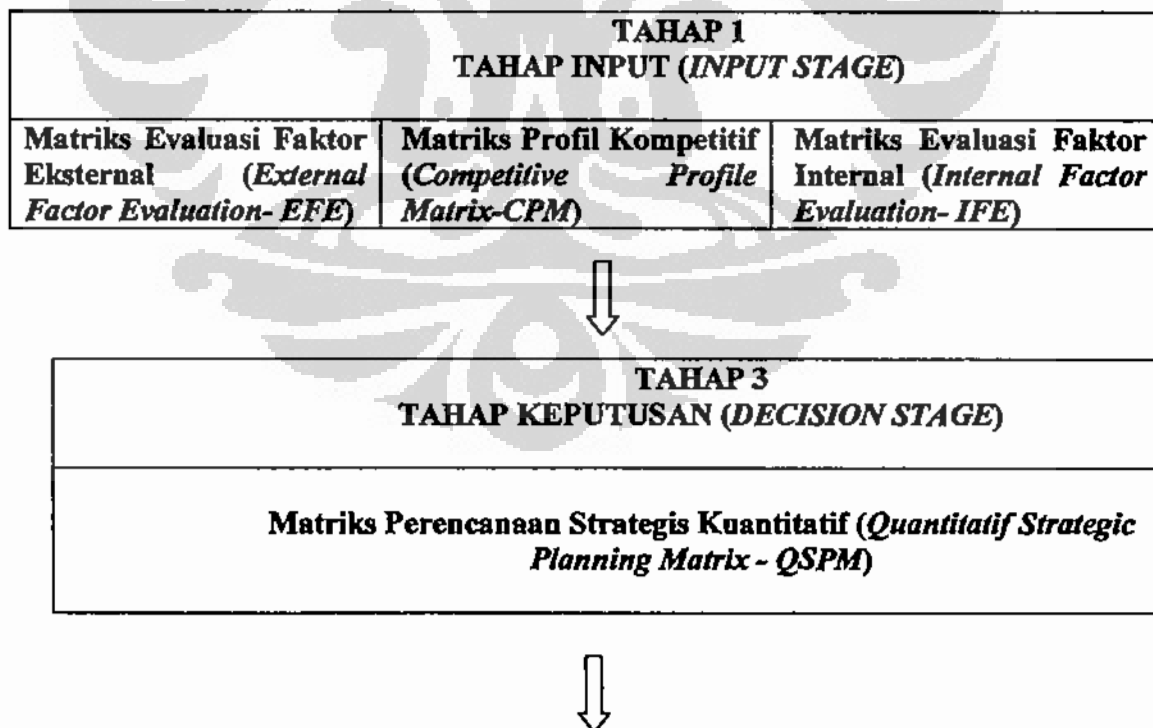 TAHAP 1
TAHAP INPUT (INPUT STAGE)
Matriks Evaluasi Faktor
Eksternal (External
Factor Evaluation- EFE)
Matriks Profil Kompetitif
(Competitive Profile
Matrix-CPM)
Matriks Evaluasi Faktor
Internal (Internal Factor
Evaluation- IFE)
TAHAP 3
TAHAP KEPUTUSAN (DECISION STAGE)
Matriks Perencanaan Strategis Kuantitatif (Quantitatif Strategic
Planning Matrix - QSPM)